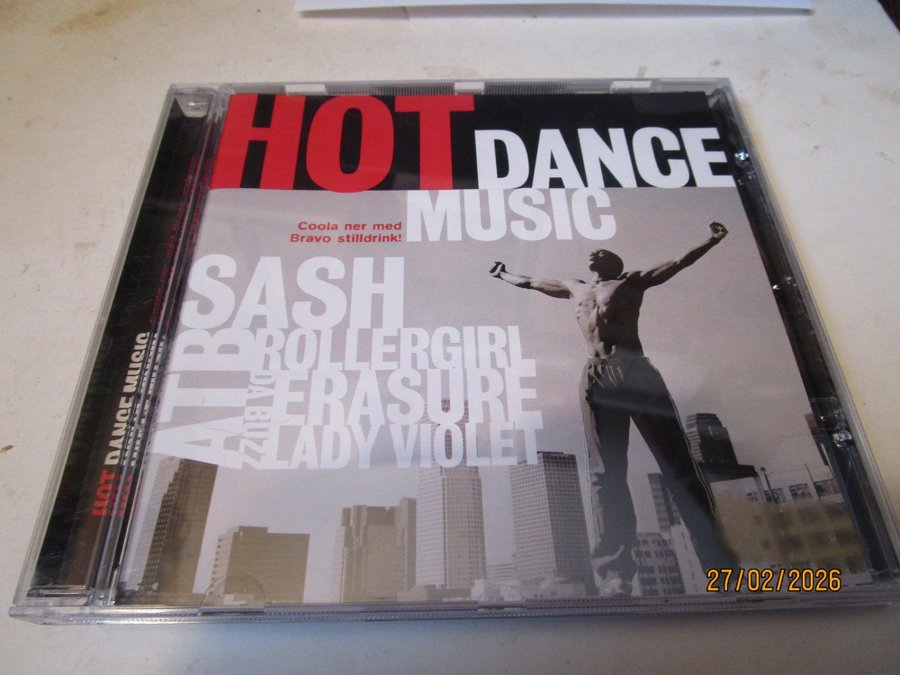 HOT DANCE
MUSIC
Coola ner med
Bravo stilldrink!
SASH
ATB
ROLLERGIRL
DA BUZZ
ERASURE
LADY VIOLET
HOT DANCE MUSIC
27/02/2026